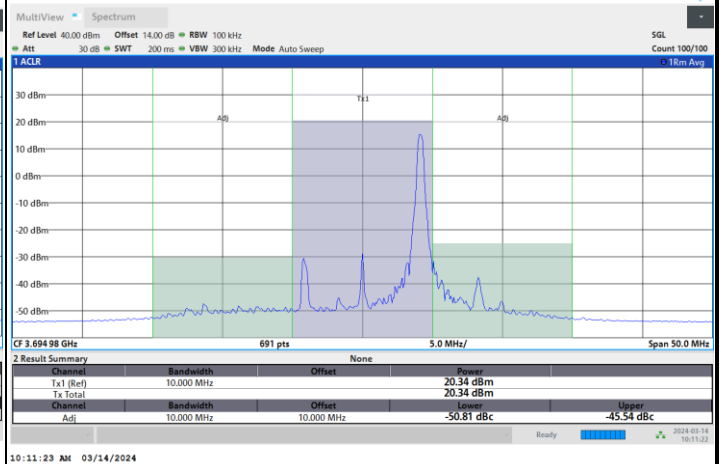 MultiView Spectrum
Ref Level 40.00 dBm Offset 14.00 dB RBW 100 kHz SGL
Att 30 dB SWT 200 ms VBW 300 kHz Mode Auto Sweep Count 100/100
1 ACLR 1Rm Avg
30 dBm
Tx1
20 dBm
Adj Adj
10 dBm
0 dBm
-10 dBm
-20 dBm
-30 dBm
-40 dBm
-50 dBm
CF 3.694 98 GHz 691 pts 5.0 MHz/ Span 50.0 MHz
2 Result Summary None
Channel Bandwidth Offset Power
Tx1 (Ref) 10.000 MHz 20.34 dBm
Tx Total 20.34 dBm
Channel Bandwidth Offset Lower Upper
Adj 10.000 MHz 10.000 MHz -50.81 dBc -45.54 dBc
Ready 2024-03-14
10:11:22
10:11:23 AM 03/14/2024